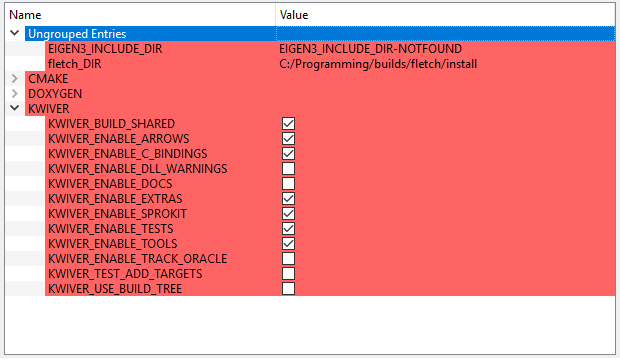 Name Value
Ungrouped Entries
EIGEN3_INCLUDE_DIR EIGEN3_INCLUDE_DIR-NOTFOUND
fletch_DIR C:/Programming/builds/fletch/install
CMAKE
DOXYGEN
KWIVER
KWIVER_BUILD_SHARED
KWIVER_ENABLE_ARROWS
KWIVER_ENABLE_C_BINDINGS
KWIVER_ENABLE_DLL_WARNINGS
KWIVER_ENABLE_DOCS
KWIVER_ENABLE_EXTRAS
KWIVER_ENABLE_SPROKIT
KWIVER_ENABLE_TESTS
KWIVER_ENABLE_TOOLS
KWIVER_ENABLE_TRACK_ORACLE
KWIVER_TEST_ADD_TARGETS
KWIVER_USE_BUILD_TREE